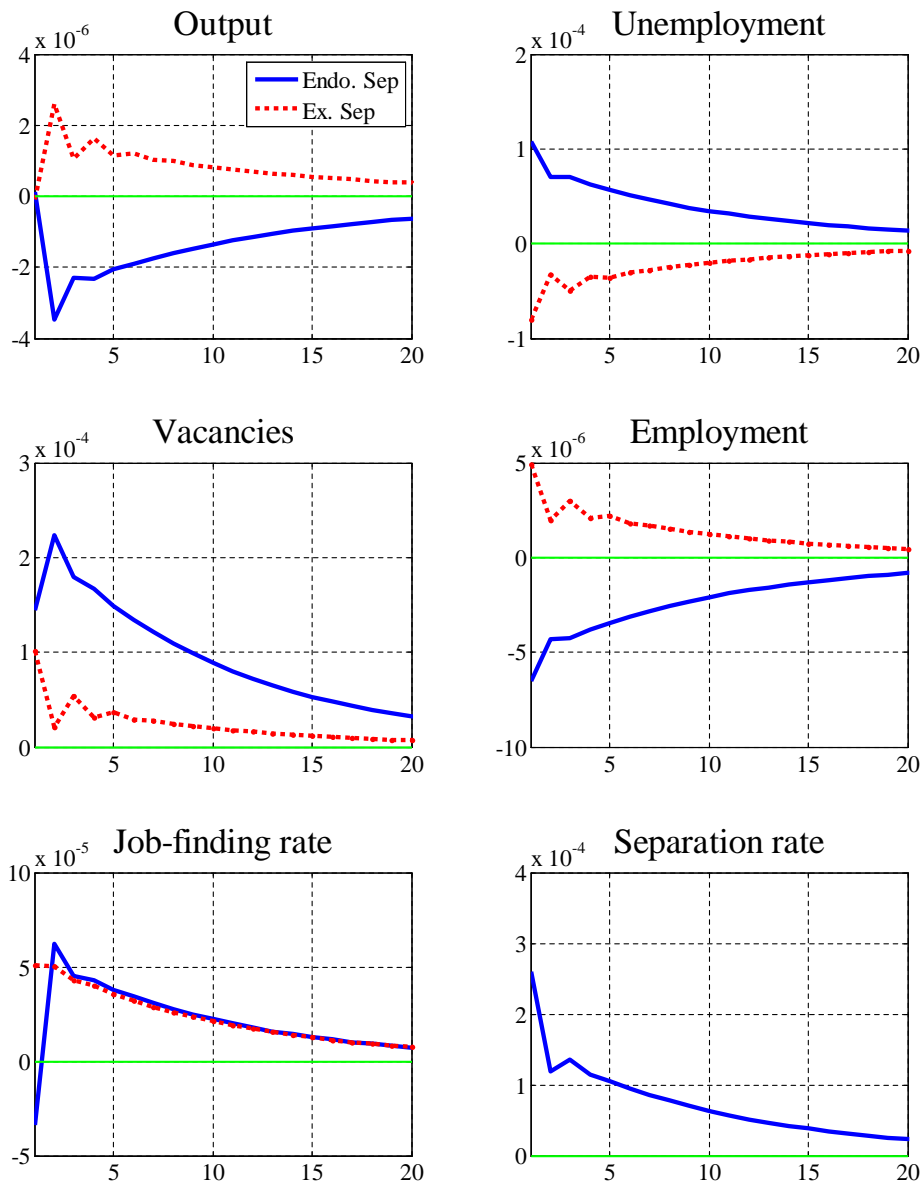 Output
x 10⁻⁶
4
2
0
-2
-4
5 10 15 20
Endo. Sep
Ex. Sep
Unemployment
x 10⁻⁴
2
1
0
-1
5 10 15 20
Vacancies
x 10⁻⁴
3
2
1
0
5 10 15 20
Employment
x 10⁻⁶
5
0
-5
-10
5 10 15 20
Job-finding rate
x 10⁻⁵
10
5
0
-5
5 10 15 20
Separation rate
x 10⁻⁴
4
3
2
1
0
5 10 15 20